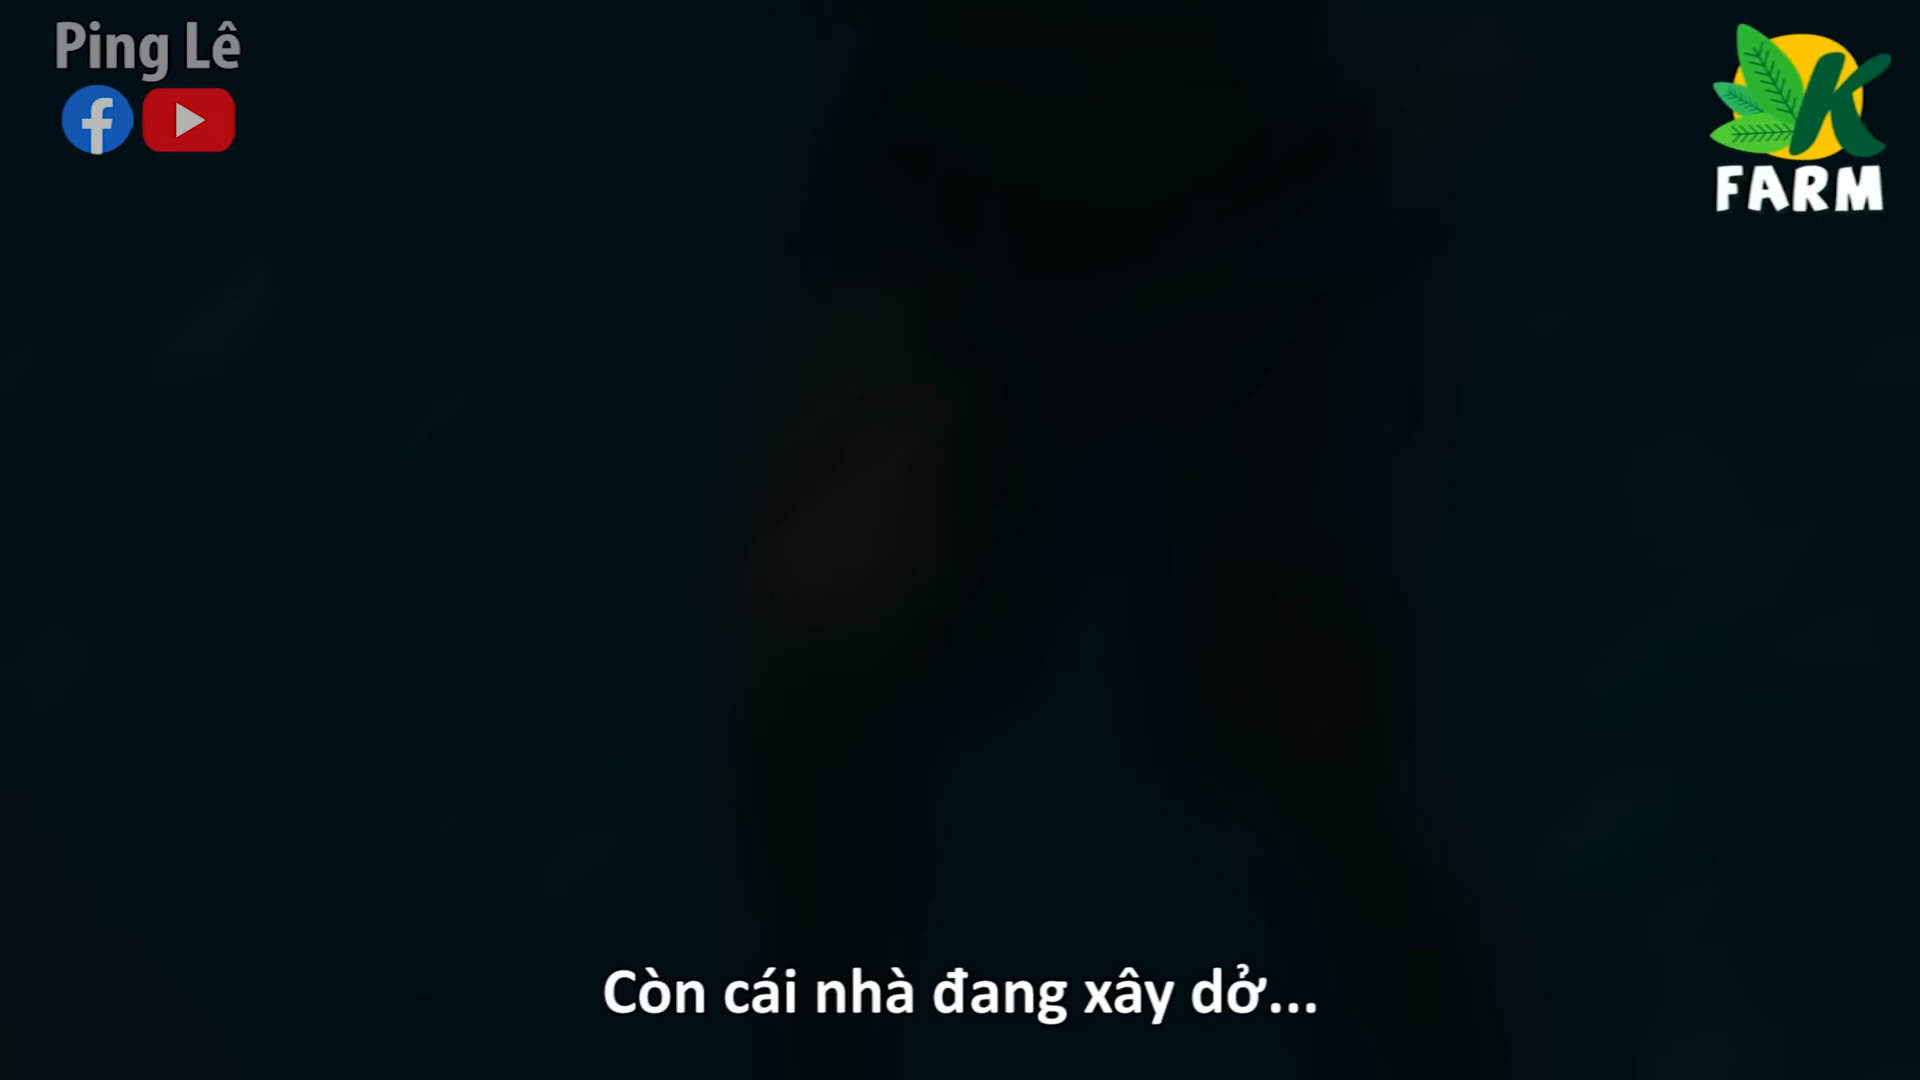 Ping Lê
K
FARM
Còn cái nhà đang xây dở...